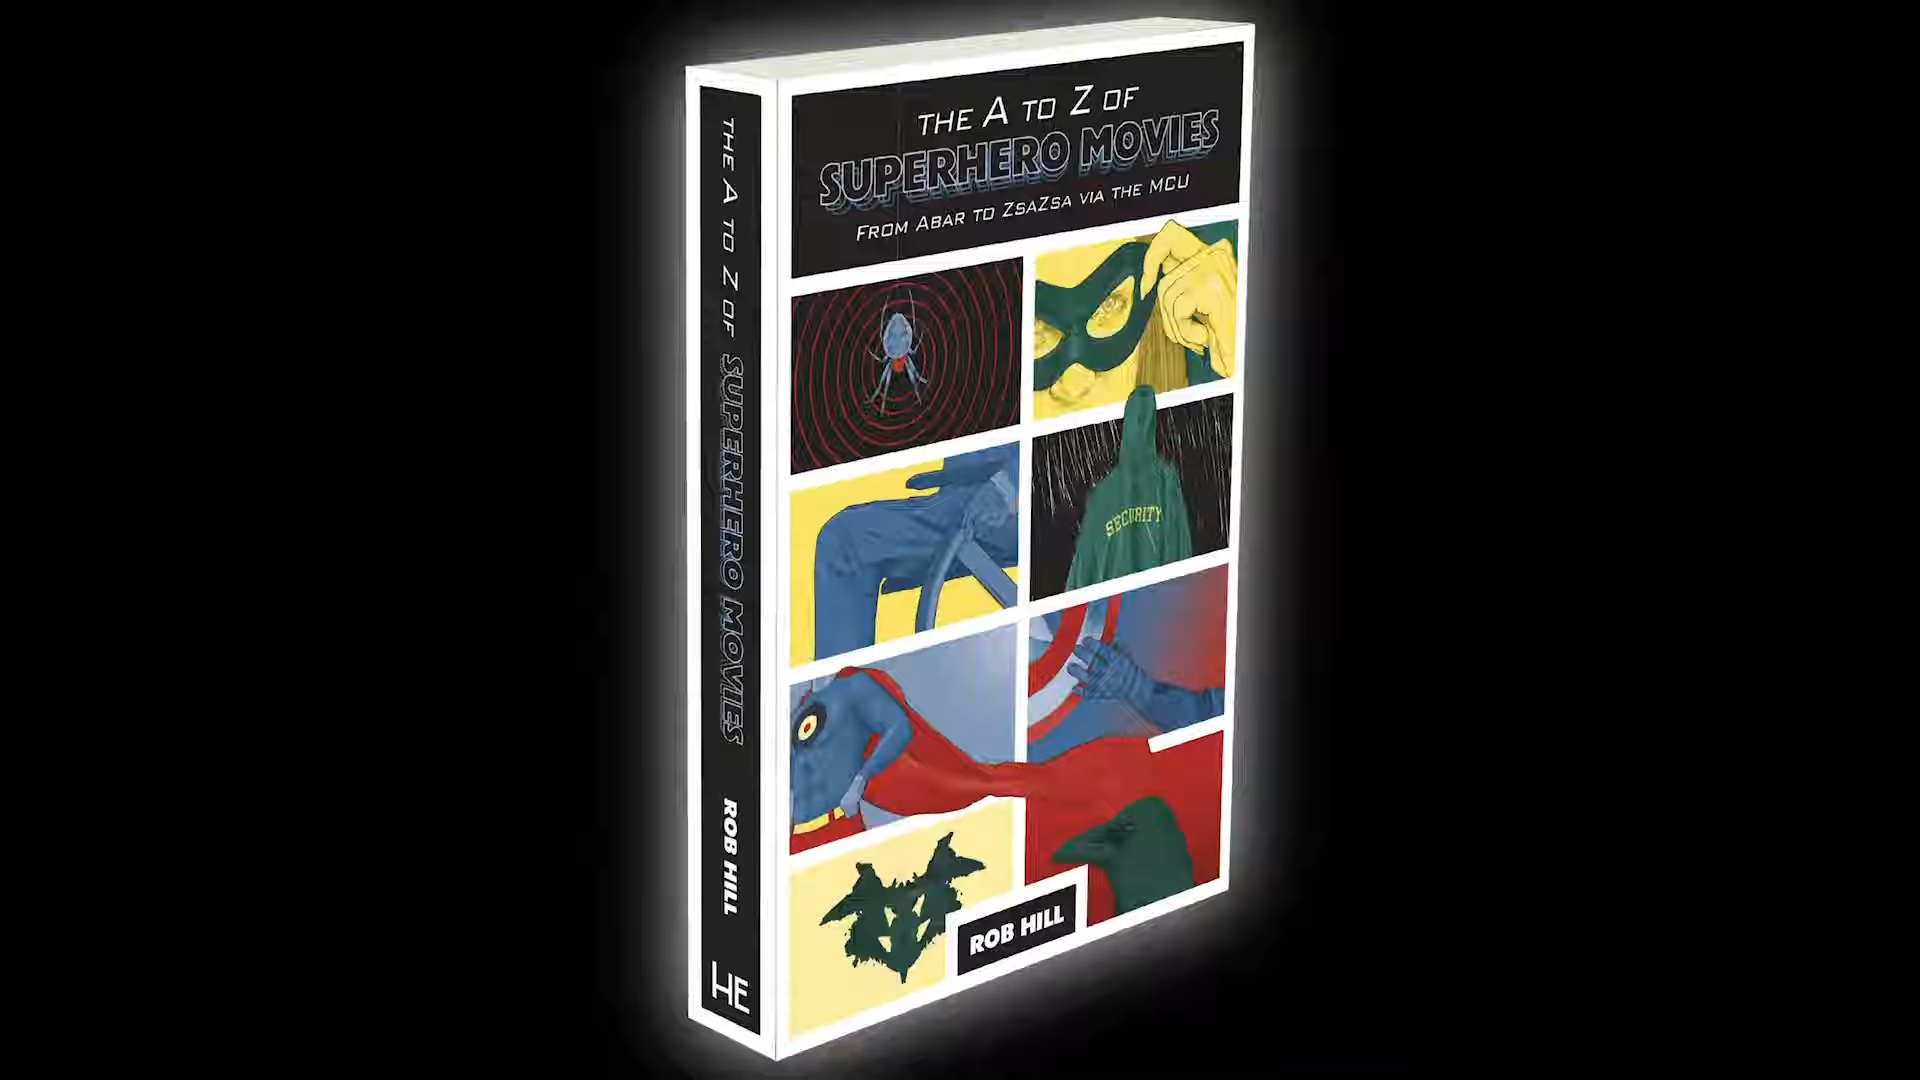 THE A TO Z OF
SUPERHERO MOVIES
FROM ABAR TO ZSAZSA VIA THE MCU
SECURITY
ROB HILL
THE A TO Z OF SUPERHERO MOVIES ROB HILL
HE